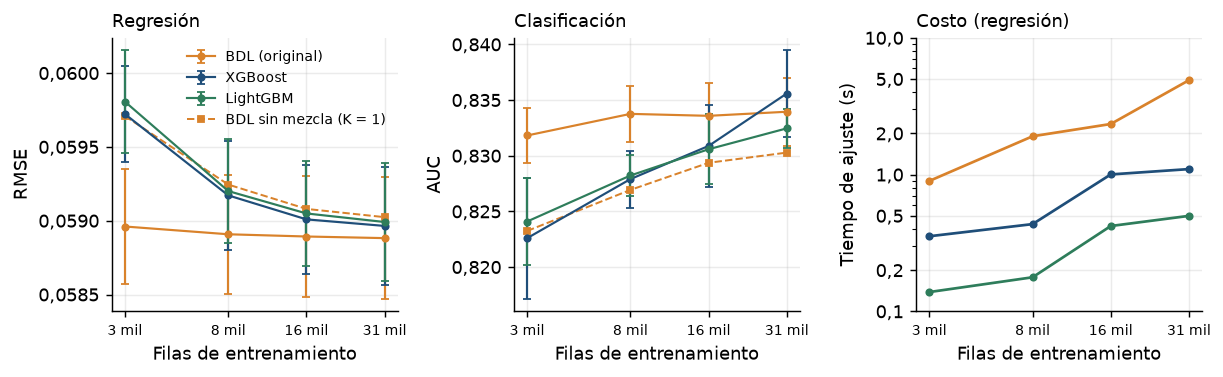 Regresión
0,0600
0,0595
0,0590
0,0585
RMSE
BDL (original)
XGBoost
LightGBM
BDL sin mezcla (K = 1)
3 mil
8 mil
16 mil
31 mil
Filas de entrenamiento
Clasificación
0,840
0,835
0,830
0,825
0,820
AUC
3 mil
8 mil
16 mil
31 mil
Filas de entrenamiento
Costo (regresión)
10,0
5,0
2,0
1,0
0,5
0,2
0,1
Tiempo de ajuste (s)
3 mil
8 mil
16 mil
31 mil
Filas de entrenamiento